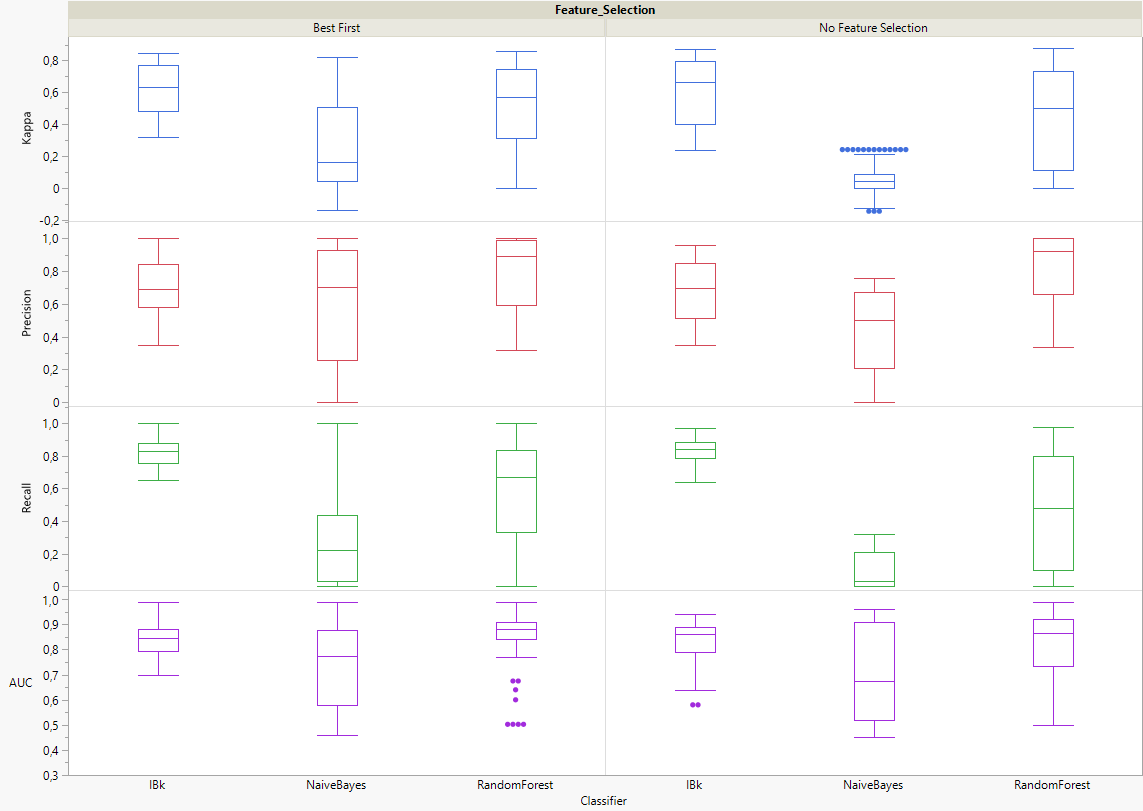 Feature_Selection
Best First
No Feature Selection
Kappa
0,8
0,6
0,4
0,2
0
-0,2
Precision
1,0
0,8
0,6
0,4
0,2
0
Recall
1,0
0,8
0,6
0,4
0,2
0
AUC
1,0
0,9
0,8
0,7
0,6
0,5
0,4
0,3
IBk
NaiveBayes
RandomForest
IBk
NaiveBayes
RandomForest
Classifier